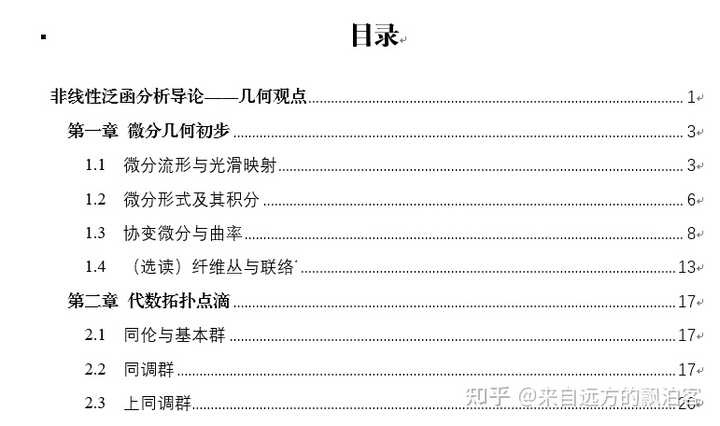 目录
非线性泛函分析导论——几何观点 1
第一章 微分几何初步 3
1.1 微分流形与光滑映射 3
1.2 微分形式及其积分 6
1.3 协变微分与曲率 8
1.4 （选读）纤维丛与联络* 13
第二章 代数拓扑点滴 17
2.1 同伦与基本群 17
2.2 同调群 17
2.3 上同调群
知乎 @来自远方的飘泊客